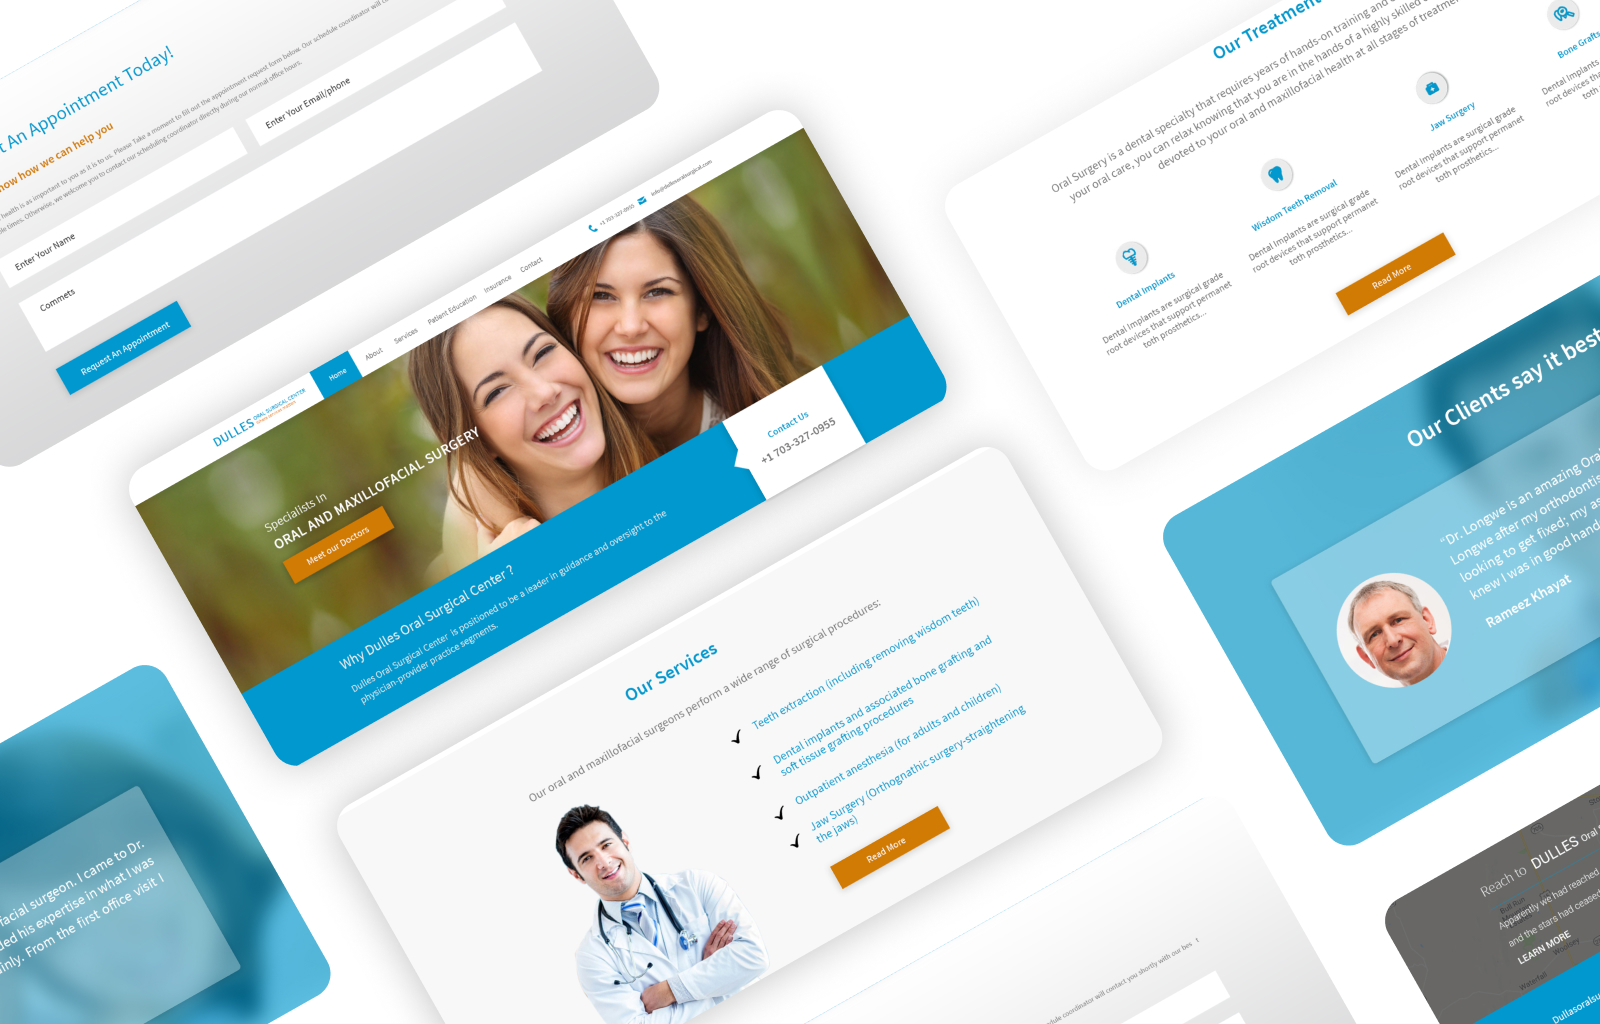 t An Appointment Today!
now how we can help you
health is as important to you as it is to us. Please Take a moment to fill out the appointment request form below. Our schedule coordinator will
le times. Otherwise, we welcome you to contact our scheduling coordinator directly during our normal office hours.
Enter Your Name
Enter Your Email/phone
Commets
Request An Appointment
+1 703-327-0955
info@dullesoralsurgical.com
DULLES ORAL SURGICAL CENTER
Home
About
Services
Patient Education
Insurance
Contact
Specialists In
ORAL AND MAXILLOFACIAL SURGERY
Meet our Doctors
Contact Us
+1 703-327-0955
Why Dulles Oral Surgical Center ?
Dulles Oral Surgical Center is positioned to be a leader in guidance and oversight to the
physician-provider practice segments.
Our Services
Our oral and maxillofacial surgeons perform a wide range of surgical procedures:
Teeth extraction (including removing wisdom teeth)
Dental implants and associated bone grafting and
soft tissue grafting procedures
Outpatient anesthesia (for adults and children)
Jaw Surgery (Orthognathic surgery-straightening
the jaws)
Read More
Our Treatment
Oral Surgery is a dental specialty that requires years of hands-on training and
your oral care, you can relax knowing that you are in the hands of a highly skilled
devoted to your oral and maxillofacial health at all stages of
Dental Implants
Dental Implants are surgical grade
root devices that support permanet
toth prosthetics...
Wisdom Teeth Removal
Dental Implants are surgical grade
root devices that support permanet
toth prosthetics...
Jaw Surgery
Dental Implants are surgical grade
root devices that support permanet
toth prosthetics...
Bone Grafts
Dental Implants
root devices tha
toth
Read More
Our Clients say it best
"Dr. Longwe is an amazing Oral
Longwe after my orthodontis
looking to get fixed; my as
knew I was in good hand
Rameez Khayat
facial surgeon. I came to Dr.
ded his expertise in what I was
inly. From the first office visit I
edule coordinator will contact you shortly with our bes t
Reach to DULLES Oral
Apparently we had reached
and the stars had ceased
LEARN MORE
Bull Run
Woolsey
Waterfall
Dullasoralsu